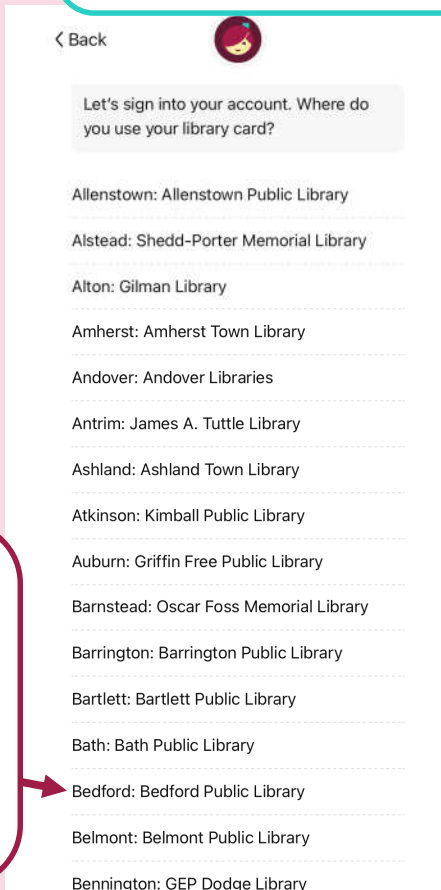 Back
Let's sign into your account. Where do
you use your library card?
Allenstown: Allenstown Public Library
Alstead: Shedd-Porter Memorial Library
Alton: Gilman Library
Amherst: Amherst Town Library
Andover: Andover Libraries
Antrim: James A. Tuttle Library
Ashland: Ashland Town Library
Atkinson: Kimball Public Library
Auburn: Griffin Free Public Library
Barnstead: Oscar Foss Memorial Library
Barrington: Barrington Public Library
Bartlett: Bartlett Public Library
Bath: Bath Public Library
Bedford: Bedford Public Library
Belmont: Belmont Public Library
Bennington: GEP Dodge Library